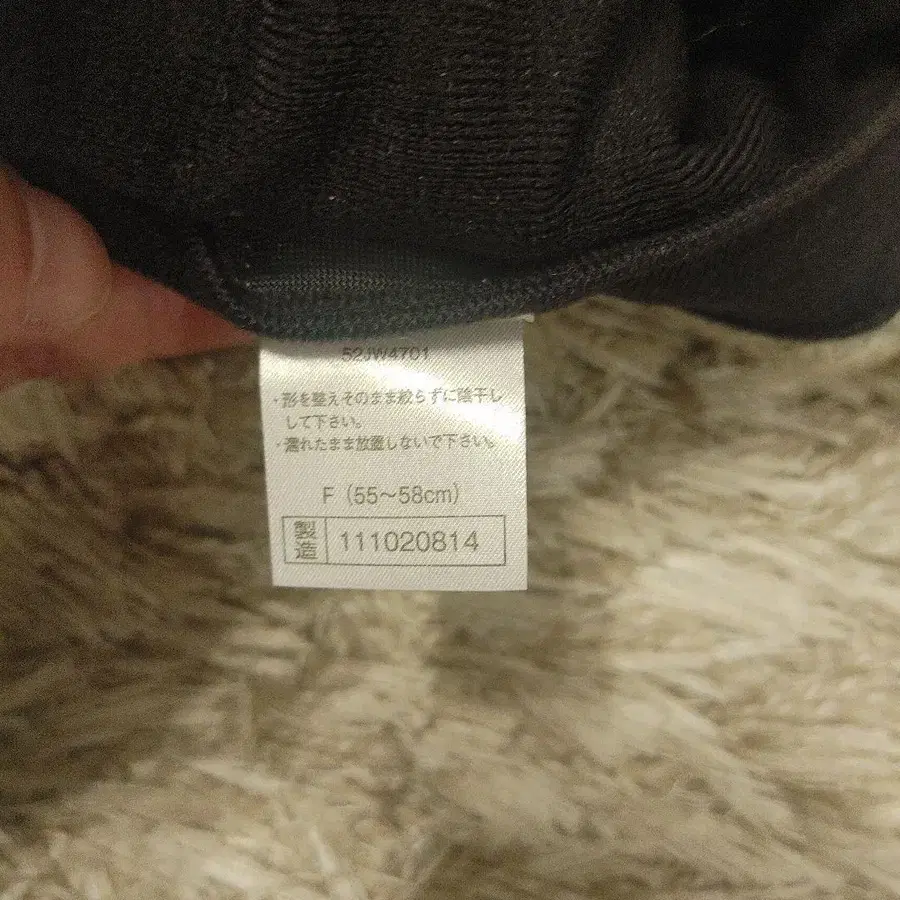 52JW4701
・形を整えそのまま絞らずに陰干し
して下さい。
・濡れたまま放置しないで下さい。
F (55～58cm)
製造 111020814